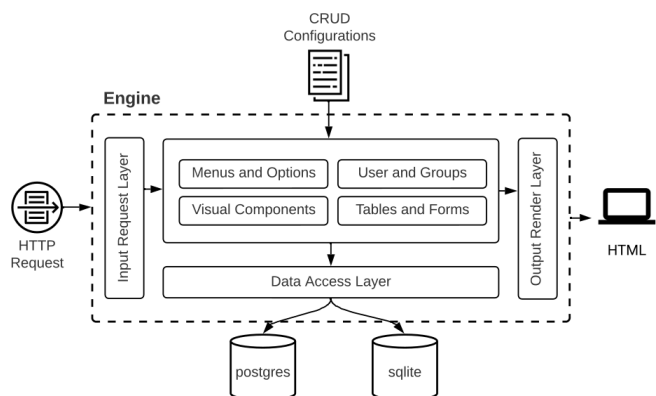 CRUD
Configurations
Engine
Input Request Layer
Menus and Options
User and Groups
Visual Components
Tables and Forms
Output Render Layer
HTTP
Request
HTML
Data Access Layer
postgres
sqlite